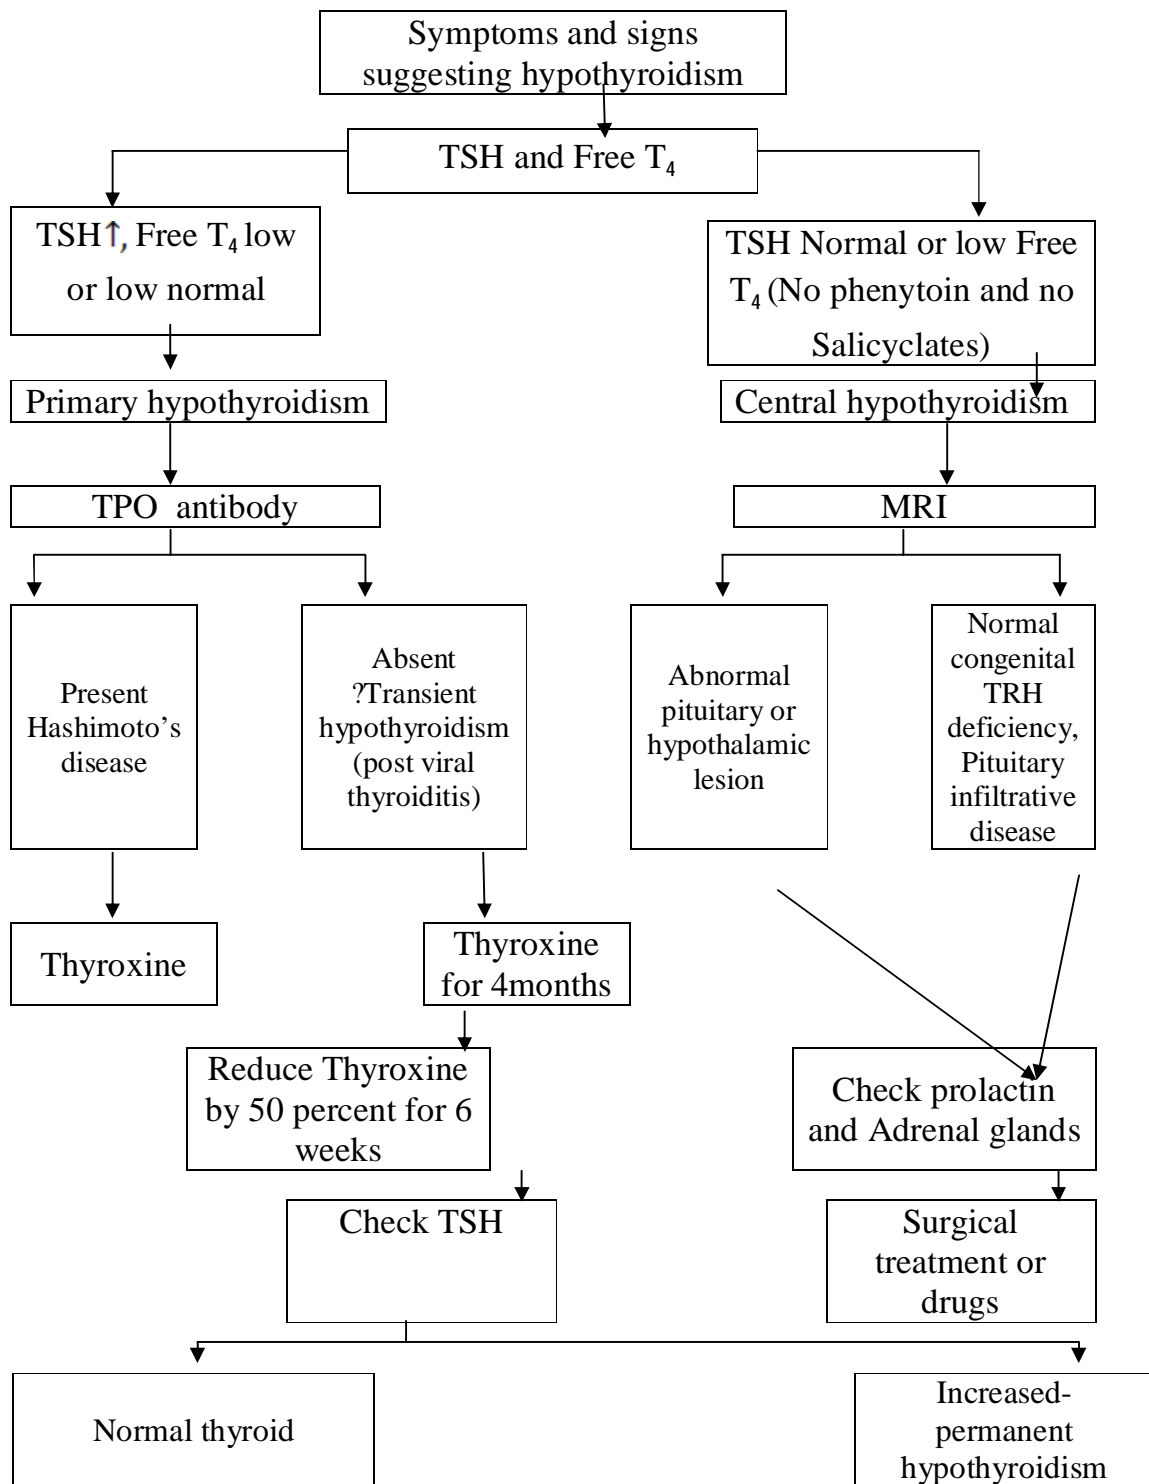 Symptoms and signs
suggesting hypothyroidism
TSH and Free T₄
TSH↑, Free T₄ low
or low normal
TSH Normal or low Free
T₄ (No phenytoin and no
Salicyclates)
Primary hypothyroidism
Central hypothyroidism
TPO antibody
MRI
Present
Hashimoto’s
disease
Absent
?Transient
hypothyroidism
(post viral
thyroiditis)
Abnormal
pituitary or
hypothalamic
lesion
Normal
congenital
TRH
deficiency,
Pituitary
infiltrative
disease
Thyroxine
Thyroxine
for 4months
Reduce Thyroxine
by 50 percent for 6
weeks
Check prolactin
and Adrenal glands
Check TSH
Surgical
treatment or
drugs
Normal thyroid
Increased-
permanent
hypothyroidism